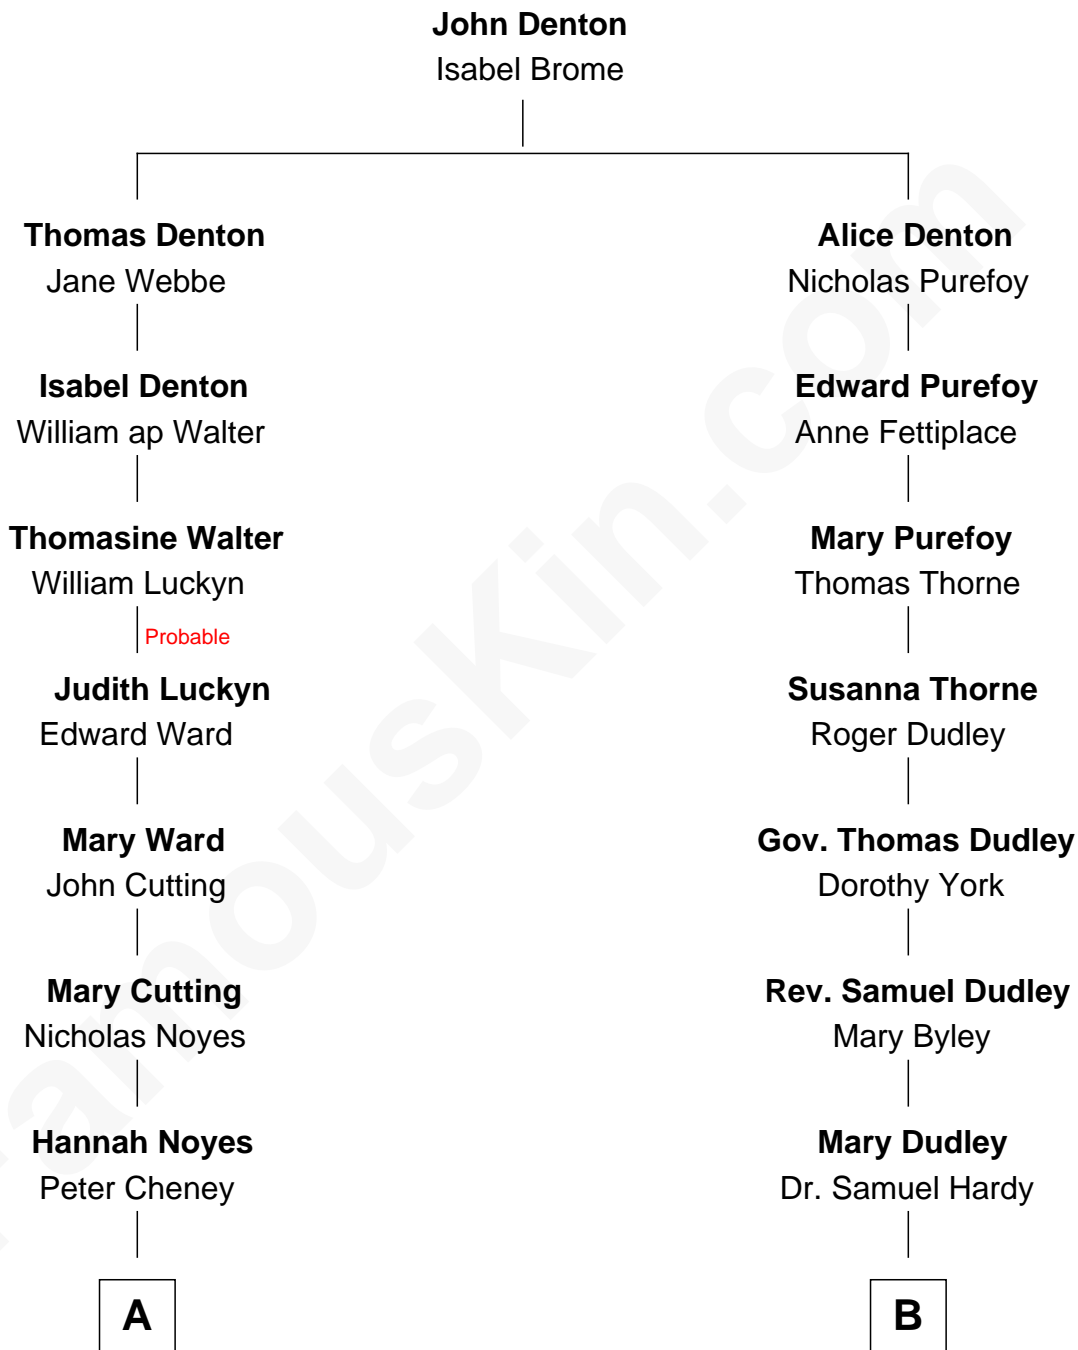 John Denton
Isabel Brome
Thomas Denton
Jane Webbe
Alice Denton
Nicholas Purefoy
Isabel Denton
William ap Walter
Edward Purefoy
Anne Fettiplace
Thomasine Walter
William Luckyn
Mary Purefoy
Thomas Thorne
Probable
Judith Luckyn
Edward Ward
Susanna Thorne
Roger Dudley
Mary Ward
John Cutting
Gov. Thomas Dudley
Dorothy York
Mary Cutting
Nicholas Noyes
Rev. Samuel Dudley
Mary Byley
Hannah Noyes
Peter Cheney
Mary Dudley
Dr. Samuel Hardy
A
B
FamousKin.com